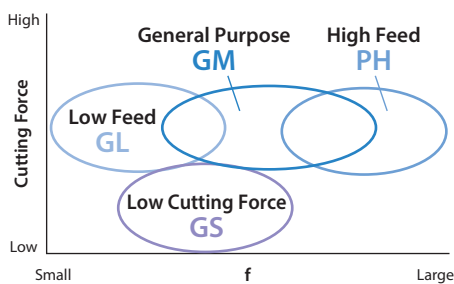 High
General Purpose
GM
High Feed
PH
Low Feed
GL
Cutting Force
Low Cutting Force
GS
Low
Small
f
Large